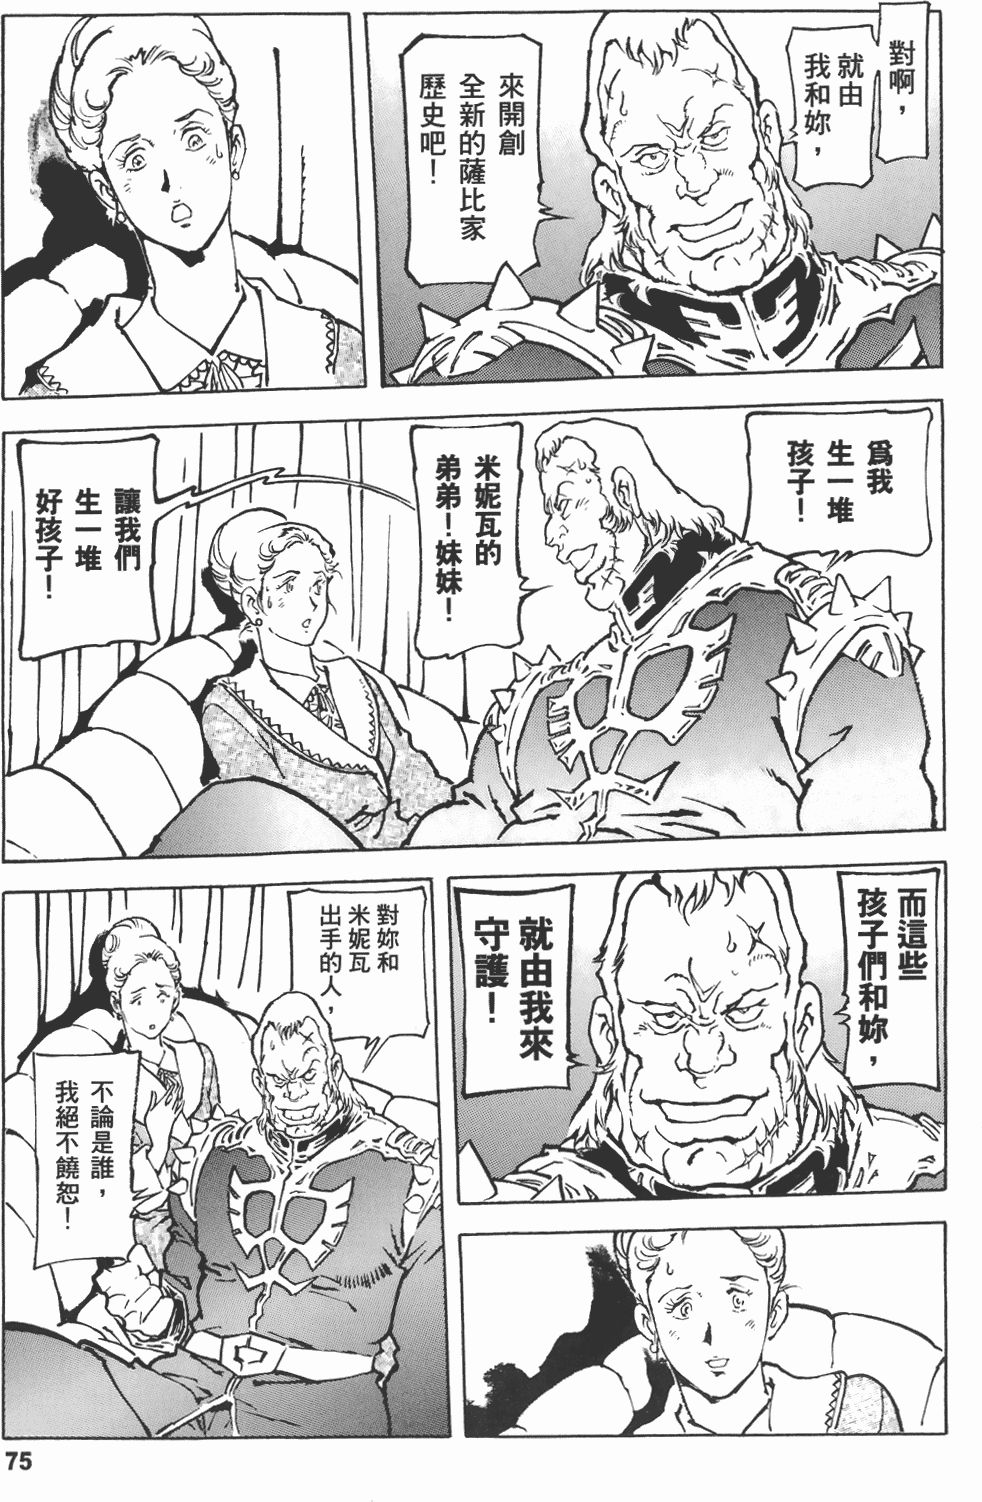 對啊，
就由
我和妳，
來開創
全新的薩比家
歷史吧！
爲我
生一堆
孩子！
米妮瓦的
弟弟！妹妹！
讓我們
生一堆
好孩子！
而這些
孩子們和妳，
就由我來
守護！
對妳和
米妮瓦
出手的人，
不論是誰，
我絕不饒恕！
75